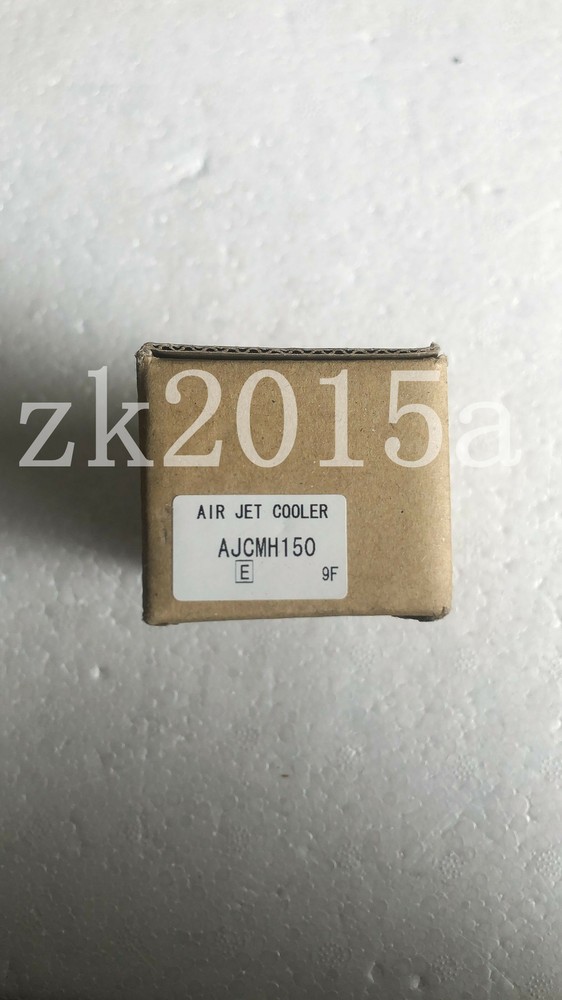 zk2015a
AIR JET COOLER
AJCMH150
E 9F